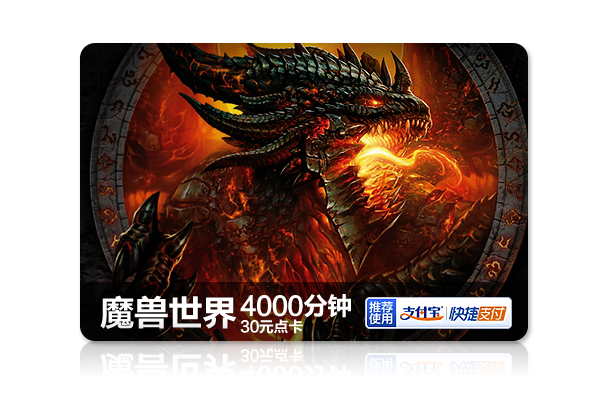 魔兽世界
4000分钟
30元点卡
推荐
使用
支付宝
快捷支付